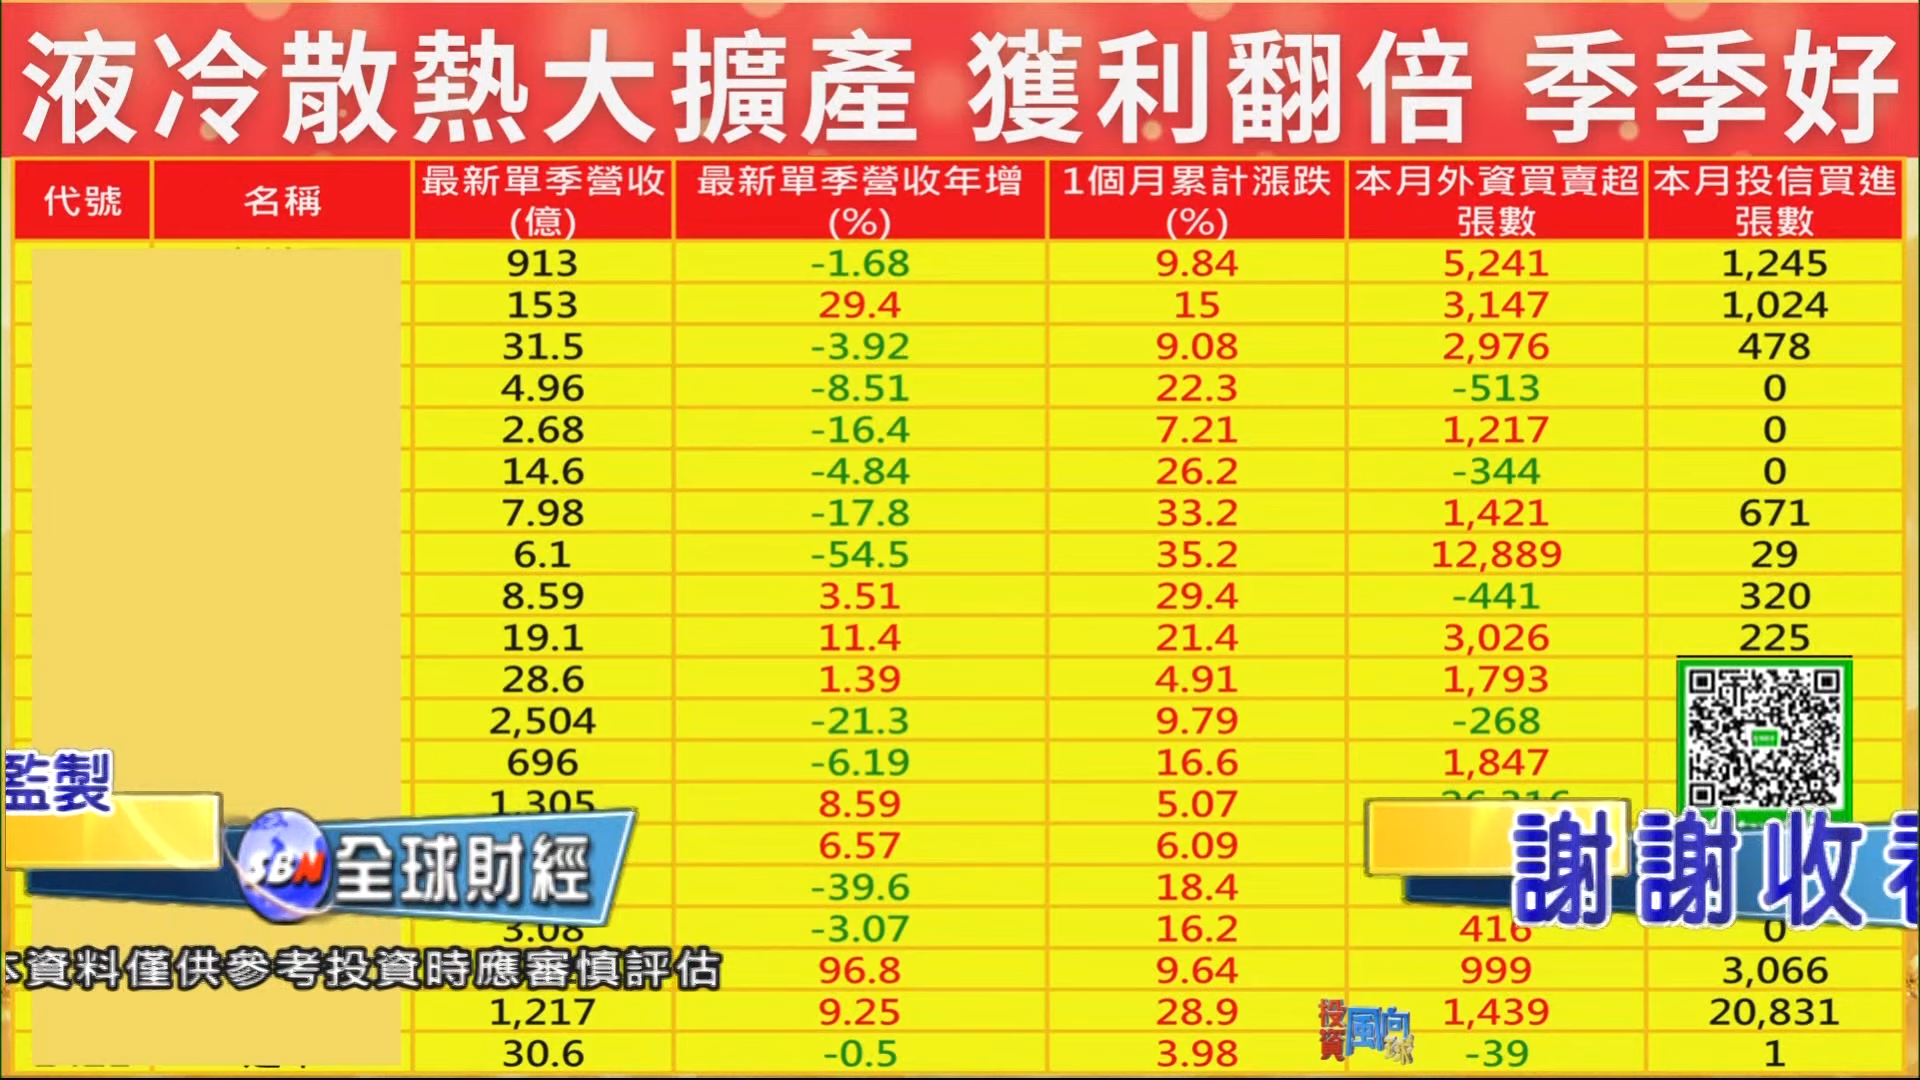 液冷散熱大擴產 獲利翻倍 季季好
代號 名稱 最新單季營收(億) 最新單季營收年增(%) 1個月累計漲跌(%) 本月外資買賣超張數 本月投信買進張數
913 -1.68 9.84 5,241 1,245
153 29.4 15 3,147 1,024
31.5 -3.92 9.08 2,976 478
4.96 -8.51 22.3 -513 0
2.68 -16.4 7.21 1,217 0
14.6 -4.84 26.2 -344 0
7.98 -17.8 33.2 1,421 671
6.1 -54.5 35.2 12,889 29
8.59 3.51 29.4 -441 320
19.1 11.4 21.4 3,026 225
28.6 1.39 4.91 1,793
2,504 -21.3 9.79 -268
696 -6.19 16.6 1,847
監製
1,305 8.59 5.07
6.57 6.09
SBN 全球財經
謝謝收
-39.6 18.4
3.08 -3.07 16.2 416 0
本資料僅供參考投資時應審慎評估
96.8 9.64 999 3,066
1,217 9.25 28.9 1,439 20,831
投資風向球
30.6 -0.5 3.98 -39 1